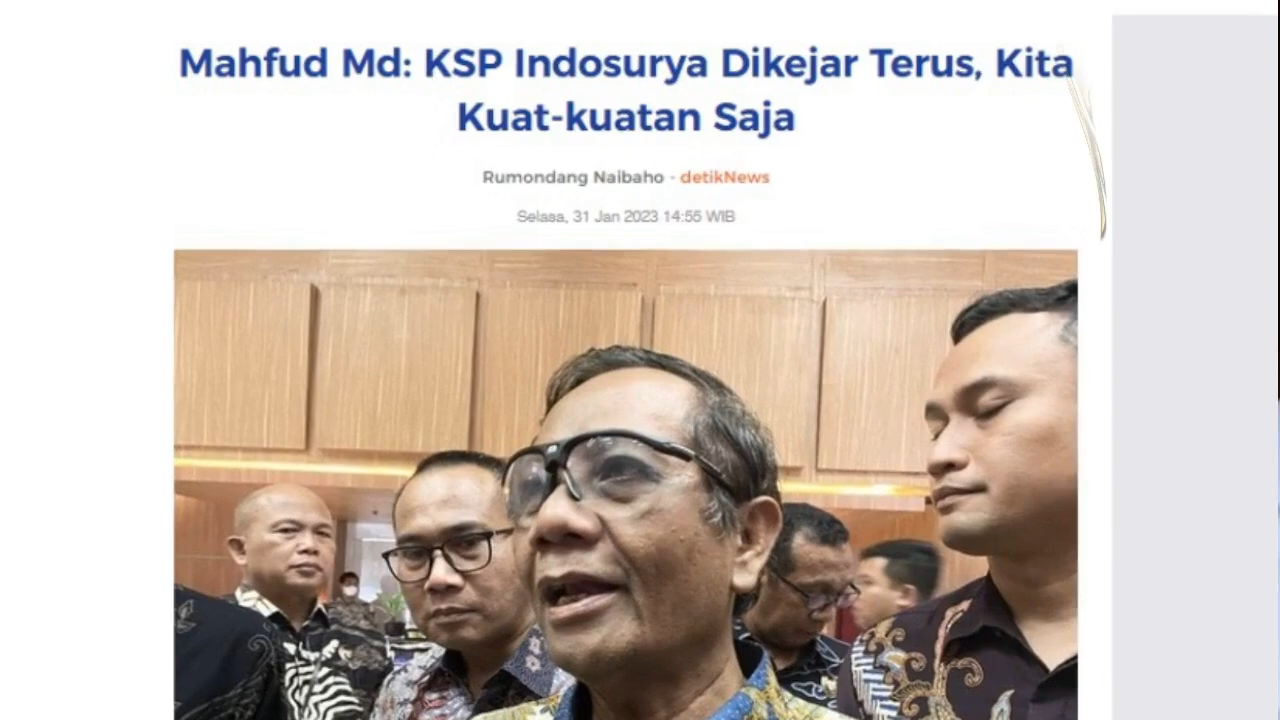 Mahfud Md: KSP Indosurya Dikejar Terus, Kita
Kuat-kuatan Saja
Rumondang Naibaho - detikNews
Selasa, 31 Jan 2023 14:55 WIB